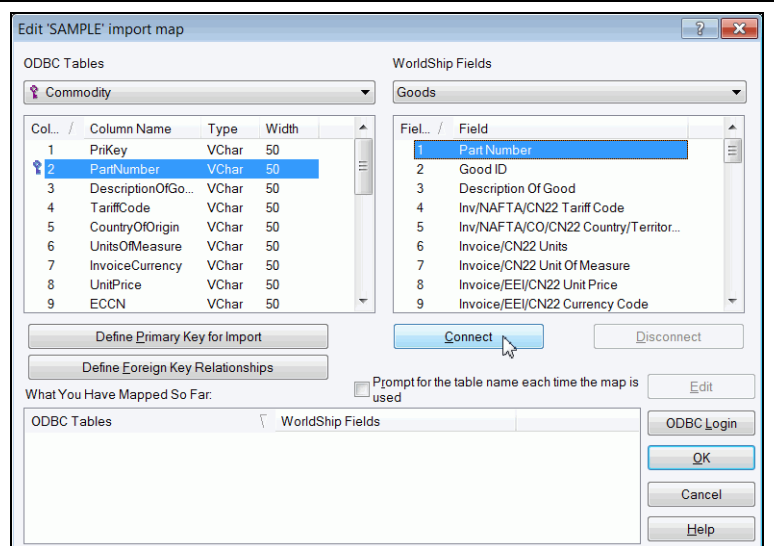 Edit 'SAMPLE' import map
ODBC Tables
WorldShip Fields
Commodity
Goods
Col... / Column Name Type Width
1 PriKey VChar 50
2 PartNumber VChar 50
3 DescriptionOfGo... VChar 50
4 TariffCode VChar 50
5 CountryOfOrigin VChar 50
6 UnitsOfMeasure VChar 50
7 InvoiceCurrency VChar 50
8 UnitPrice VChar 50
9 ECCN VChar 50
Fiel... / Field
1 Part Number
2 Good ID
3 Description Of Good
4 Inv/NAFTA/CN22 Tariff Code
5 Inv/NAFTA/CO/CN22 Country/Territor...
6 Invoice/CN22 Units
7 Invoice/CN22 Unit Of Measure
8 Invoice/EEI/CN22 Unit Price
9 Invoice/EEI/CN22 Currency Code
Define Primary Key for Import
Connect
Disconnect
Define Foreign Key Relationships
Prompt for the table name each time the map is
used
Edit
What You Have Mapped So Far:
ODBC Tables
WorldShip Fields
ODBC Login
OK
Cancel
Help